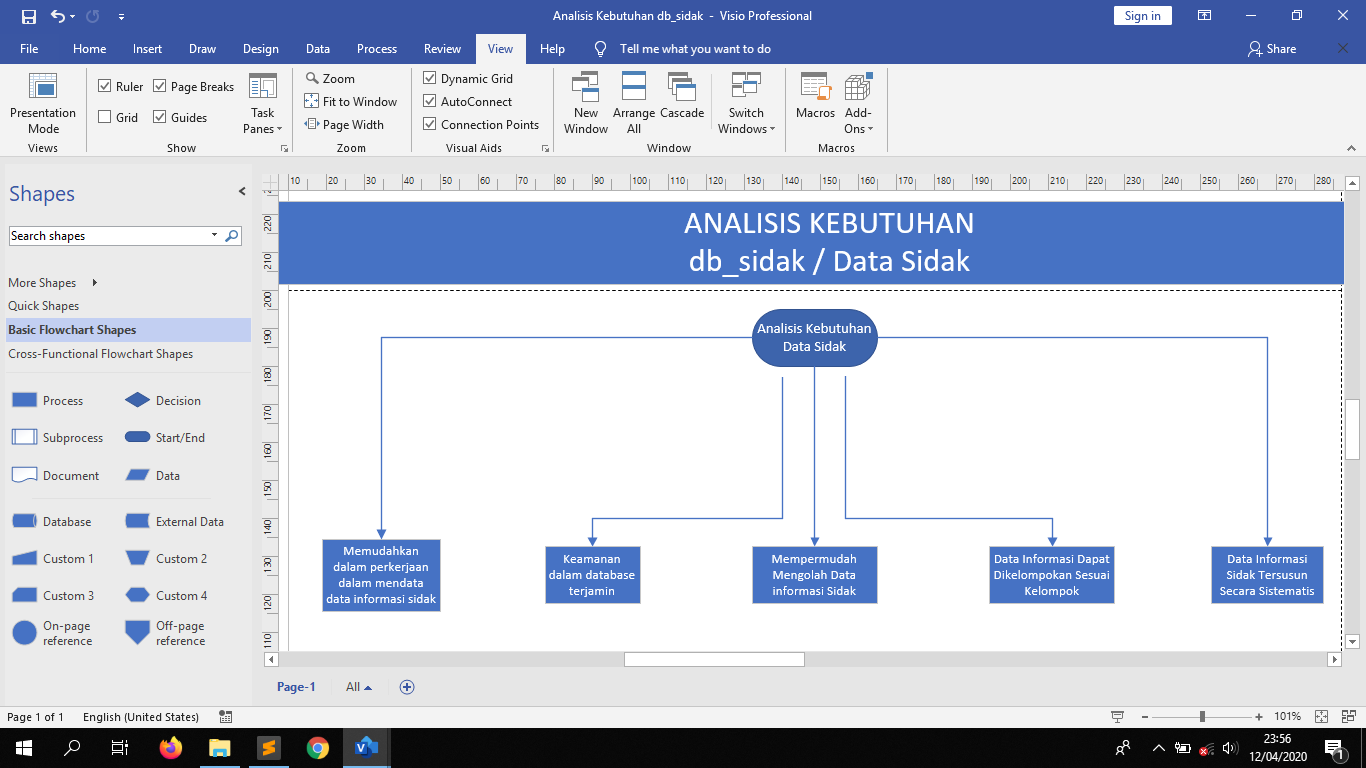 Analisis Kebutuhan db_sidak - Visio Professional
Sign in
File Home Insert Draw Design Data Process Review View Help Tell me what you want to do Share
Presentation Mode
Views
Ruler Page Breaks
Grid Guides
Task Panes
Show
Zoom
Fit to Window
Page Width
Zoom
Dynamic Grid
AutoConnect
Connection Points
Visual Aids
New Window
Arrange All
Cascade
Switch Windows
Window
Macros
Add-Ons
Macros
Shapes
Search shapes
More Shapes
Quick Shapes
Basic Flowchart Shapes
Cross-Functional Flowchart Shapes
Process Decision
Subprocess Start/End
Document Data
Database External Data
Custom 1 Custom 2
Custom 3 Custom 4
On-page reference
Off-page reference
10 20 30 40 50 60 70 80 90 100 110 120 130 140 150 160 170 180 190 200 210 220 230 240 250 260 270 280
220 210 200 190 180 170 160 150 140 130 120 110
ANALISIS KEBUTUHAN
db_sidak / Data Sidak
Analisis Kebutuhan
Data Sidak
Memudahkan
dalam perkerjaan
dalam mendata
data informasi sidak
Keamanan
dalam database
terjamin
Mempermudah
Mengolah Data
informasi Sidak
Data Informasi Dapat
Dikelompokan Sesuai
Kelompok
Data Informasi
Sidak Tersusun
Secara Sistematis
Page-1 All
Page 1 of 1 English (United States) 101%
23:56
12/04/2020
1